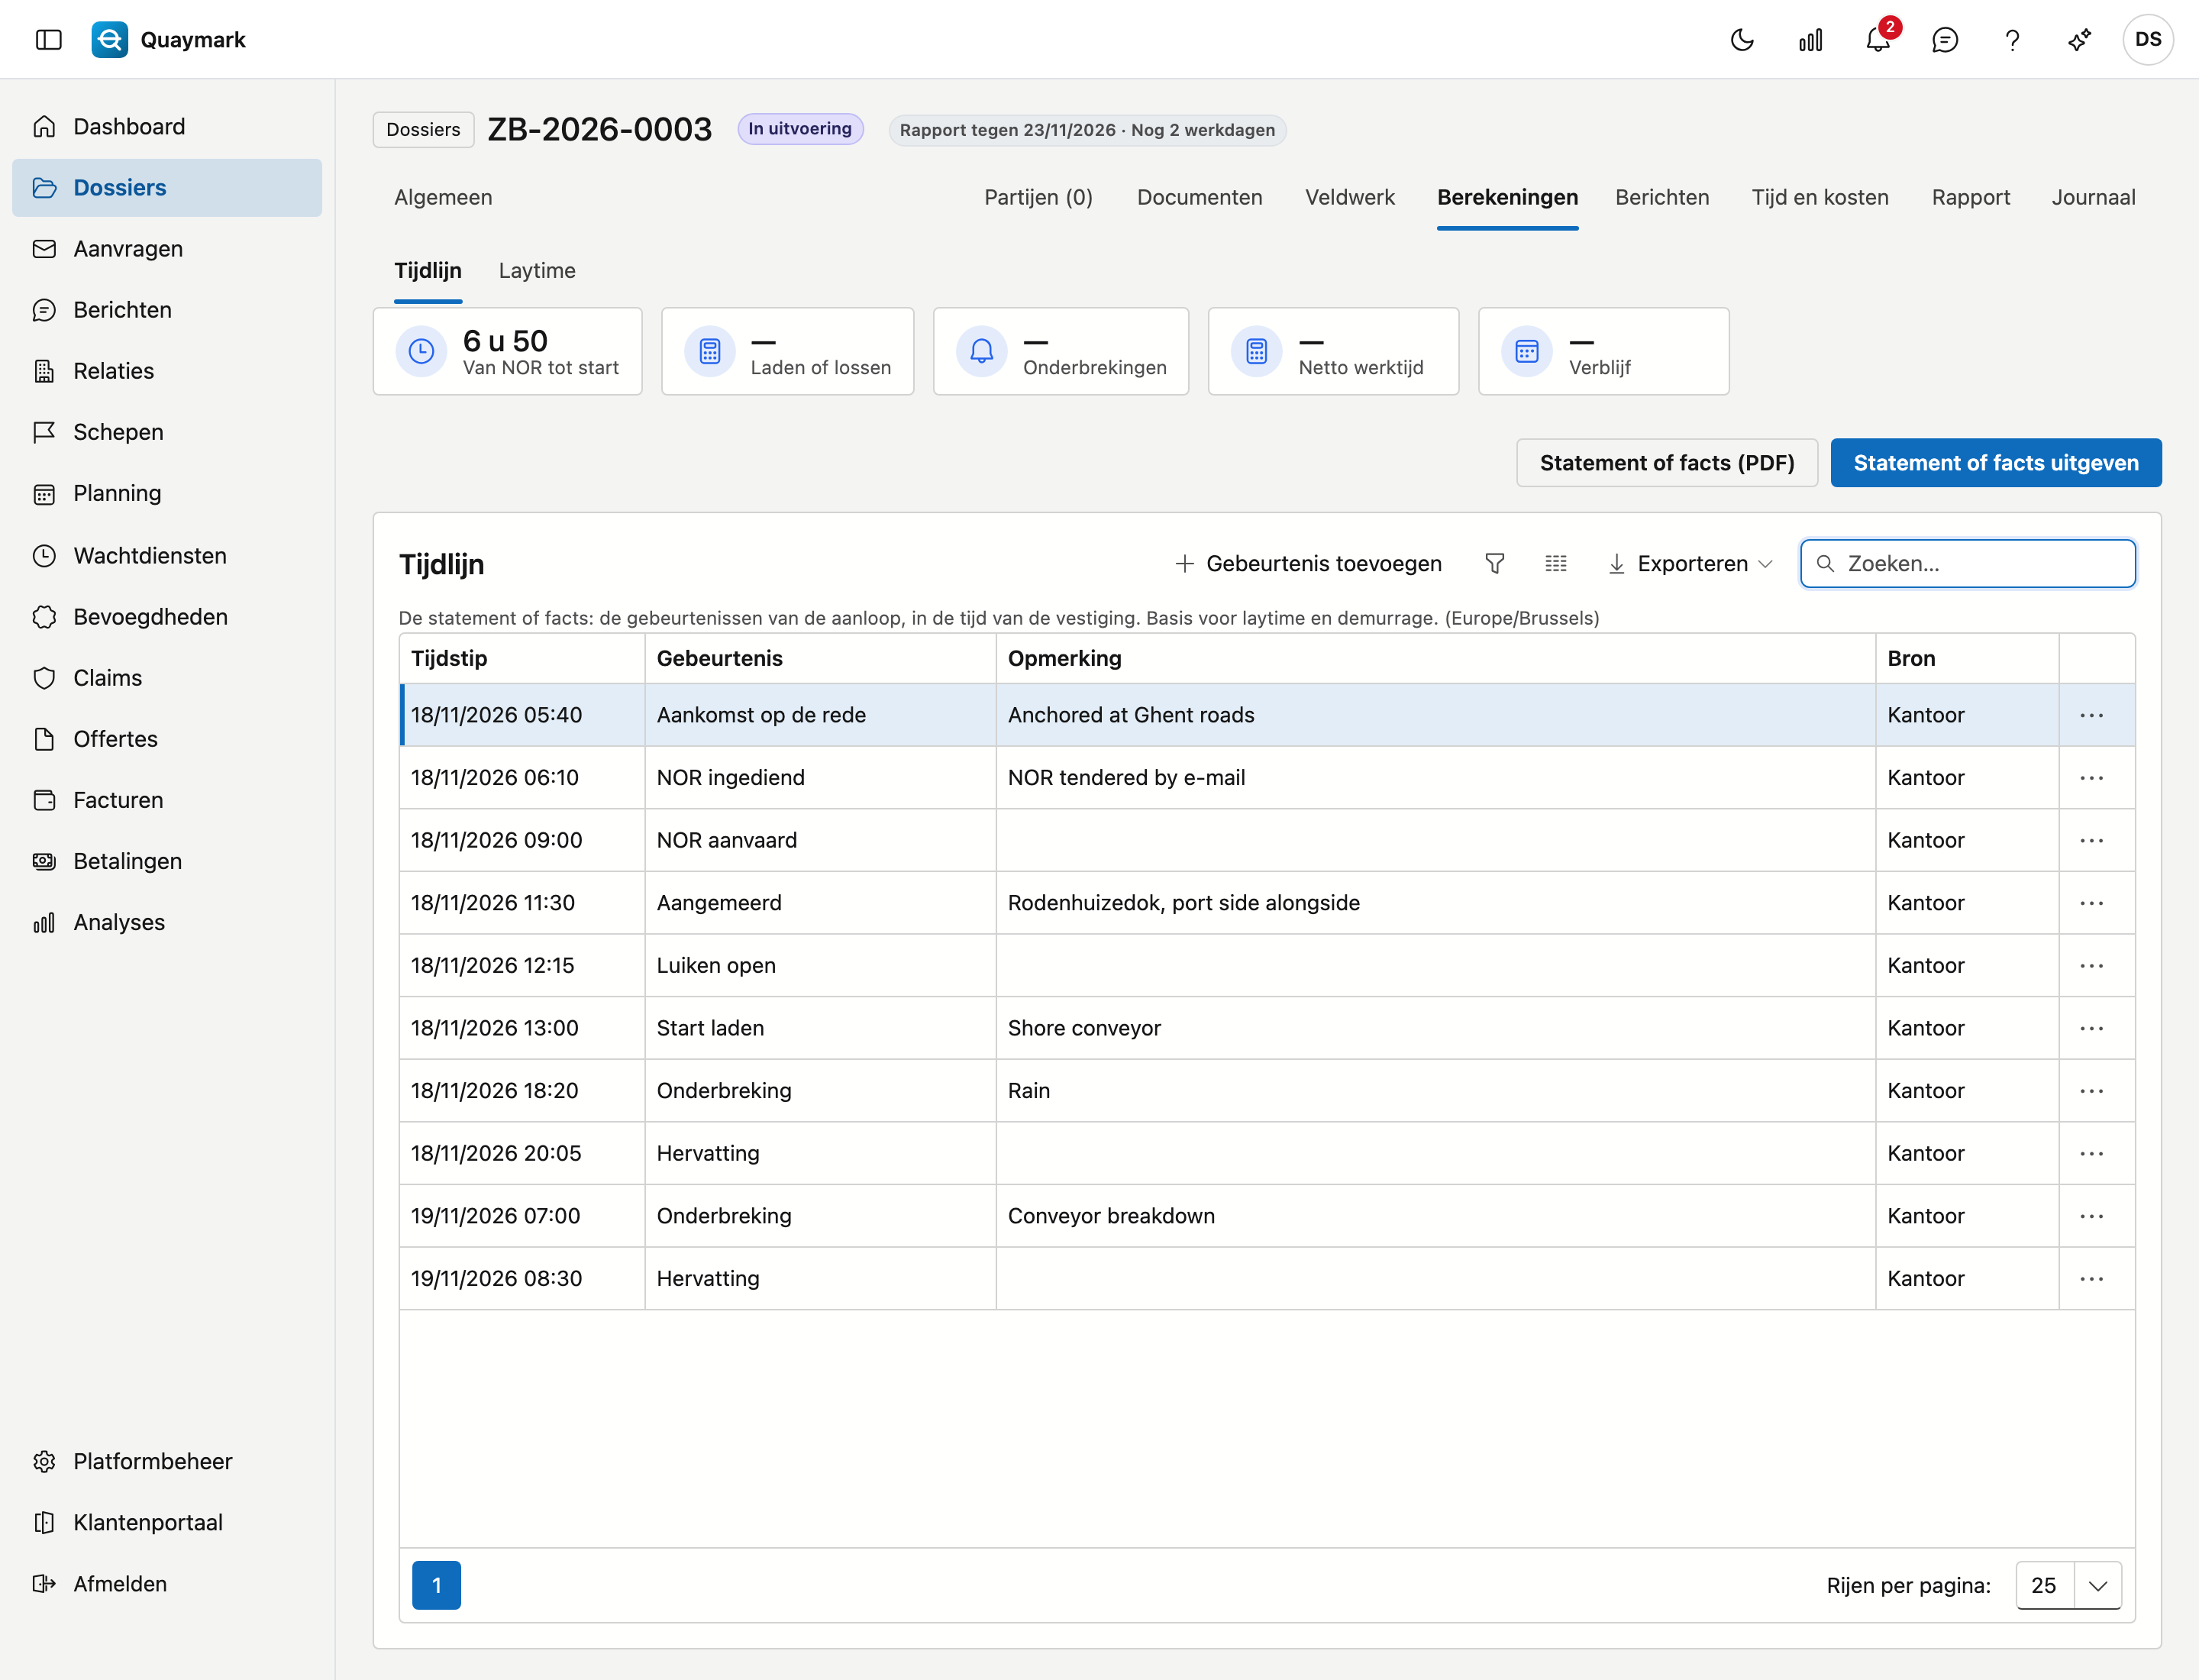 Quaymark
2
DS
Dashboard
Dossiers
Aanvragen
Berichten
Relaties
Schepen
Planning
Wachtdiensten
Bevoegdheden
Claims
Offertes
Facturen
Betalingen
Analyses
Platformbeheer
Klantenportaal
Afmelden
Dossiers ZB-2026-0003 In uitvoering Rapport tegen 23/11/2026 · Nog 2 werkdagen
Algemeen Partijen (0) Documenten Veldwerk Berekeningen Berichten Tijd en kosten Rapport Journaal
Tijdlijn Laytime
6 u 50
Van NOR tot start
—
Laden of lossen
—
Onderbrekingen
—
Netto werktijd
—
Verblijf
Statement of facts (PDF) Statement of facts uitgeven
Tijdlijn Gebeurtenis toevoegen Exporteren Zoeken...
De statement of facts: de gebeurtenissen van de aanloop, in de tijd van de vestiging. Basis voor laytime en demurrage. (Europe/Brussels)
Tijdstip Gebeurtenis Opmerking Bron
18/11/2026 05:40 Aankomst op de rede Anchored at Ghent roads Kantoor
18/11/2026 06:10 NOR ingediend NOR tendered by e-mail Kantoor
18/11/2026 09:00 NOR aanvaard Kantoor
18/11/2026 11:30 Aangemeerd Rodenhuizedok, port side alongside Kantoor
18/11/2026 12:15 Luiken open Kantoor
18/11/2026 13:00 Start laden Shore conveyor Kantoor
18/11/2026 18:20 Onderbreking Rain Kantoor
18/11/2026 20:05 Hervatting Kantoor
19/11/2026 07:00 Onderbreking Conveyor breakdown Kantoor
19/11/2026 08:30 Hervatting Kantoor
1 Rijen per pagina: 25